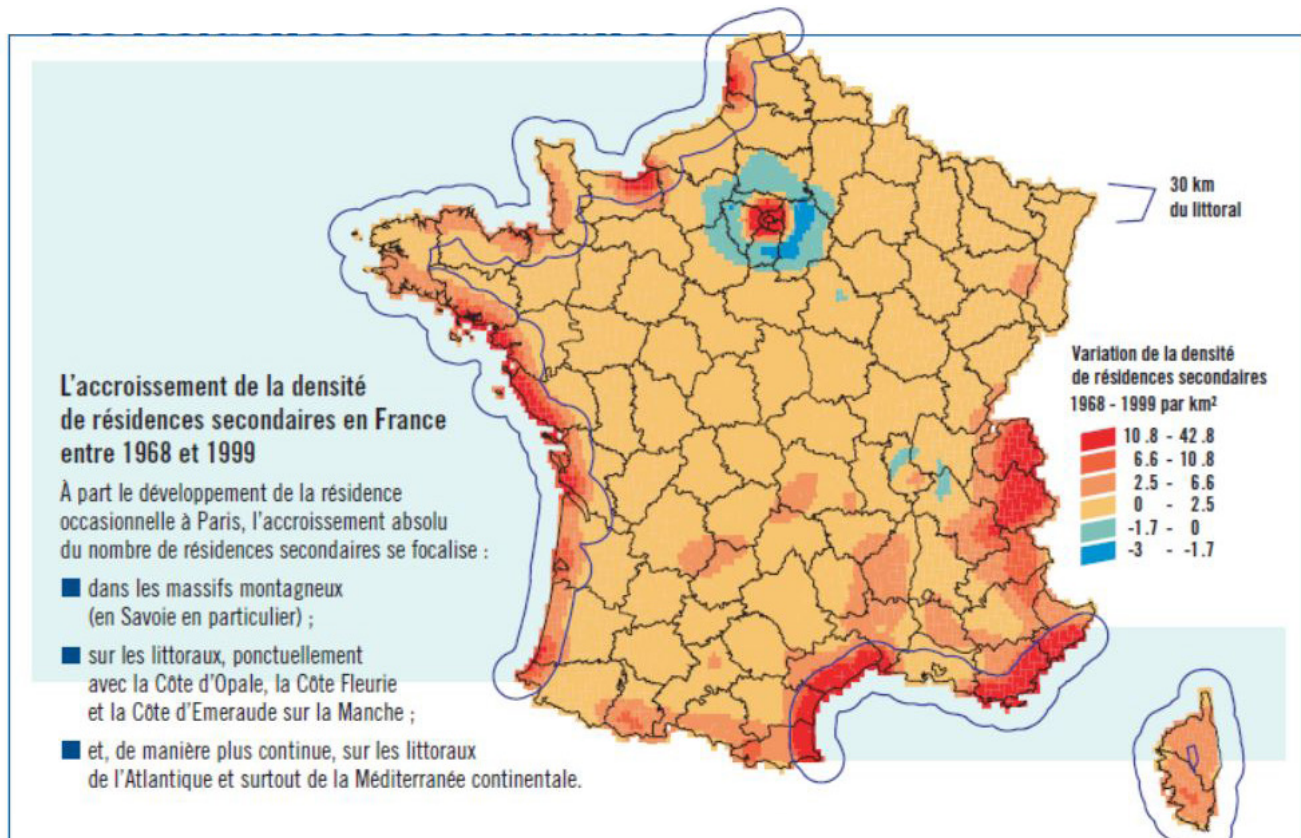 L'accroissement de la densité
de résidences secondaires en France
entre 1968 et 1999
À part le développement de la résidence
occasionnelle à Paris, l'accroissement absolu
du nombre de résidences secondaires se focalise :
dans les massifs montagneux
(en Savoie en particulier) ;
sur les littoraux, ponctuellement
avec la Côte d'Opale, la Côte Fleurie
et la Côte d'Emeraude sur la Manche ;
et, de manière plus continue, sur les littoraux
de l'Atlantique et surtout de la Méditerranée continentale.
30 km
du littoral
Variation de la densité
de résidences secondaires
1968 - 1999 par km²
10 .8 - 42 .8
6.6 - 10.8
2.5 - 6.6
0 - 2.5
-1.7 - 0
-3 - -1.7